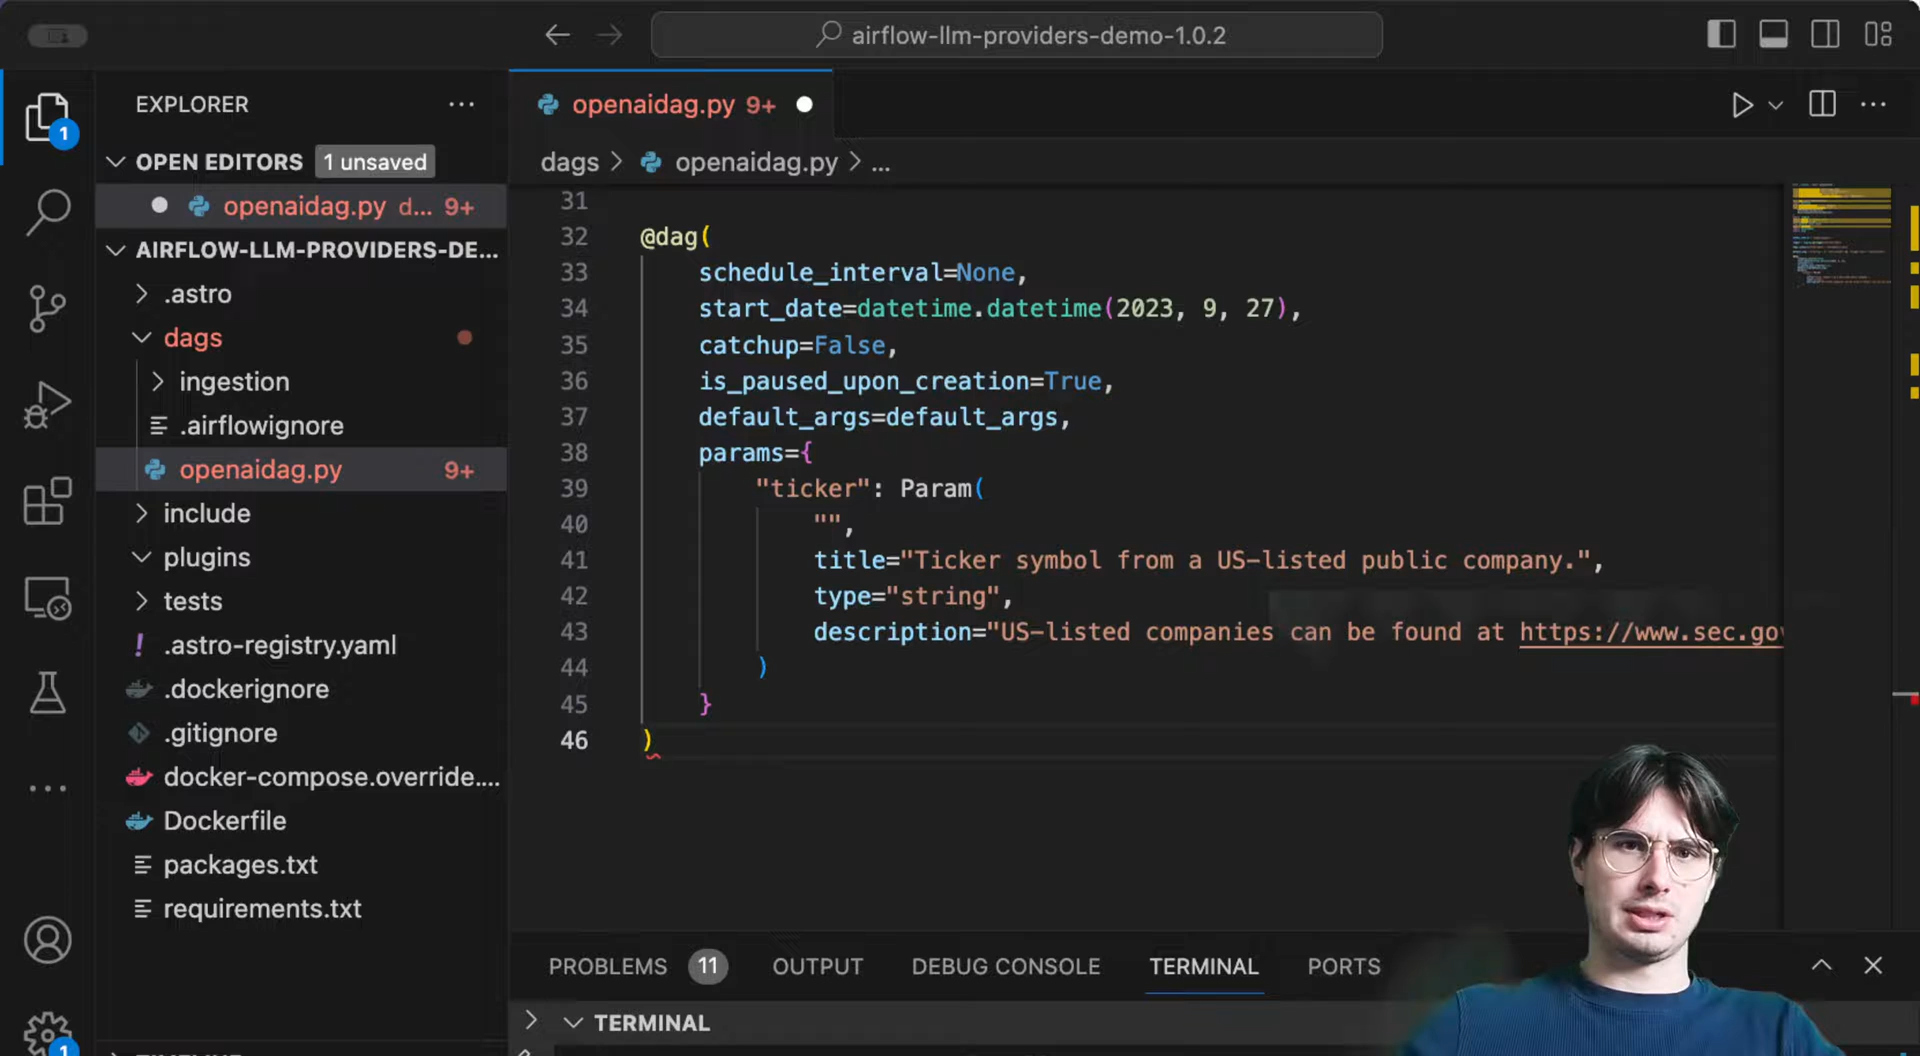 airflow-llm-providers-demo-1.0.2
1
EXPLORER
OPEN EDITORS 1 unsaved
openaidag.py d... 9+
AIRFLOW-LLM-PROVIDERS-DE...
.astro
dags
ingestion
.airflowignore
openaidag.py 9+
include
plugins
tests
.astro-registry.yaml
.dockerignore
.gitignore
docker-compose.override....
Dockerfile
packages.txt
requirements.txt
1
openaidag.py 9+
dags > openaidag.py > ...
31
32 @dag(
33 schedule_interval=None,
34 start_date=datetime.datetime(2023, 9, 27),
35 catchup=False,
36 is_paused_upon_creation=True,
37 default_args=default_args,
38 params={
39 "ticker": Param(
40 "",
41 title="Ticker symbol from a US-listed public company.",
42 type="string",
43 description="US-listed companies can be found at https://www.sec.gov
44 )
45 }
46 )
PROBLEMS 11 OUTPUT DEBUG CONSOLE TERMINAL PORTS
TERMINAL